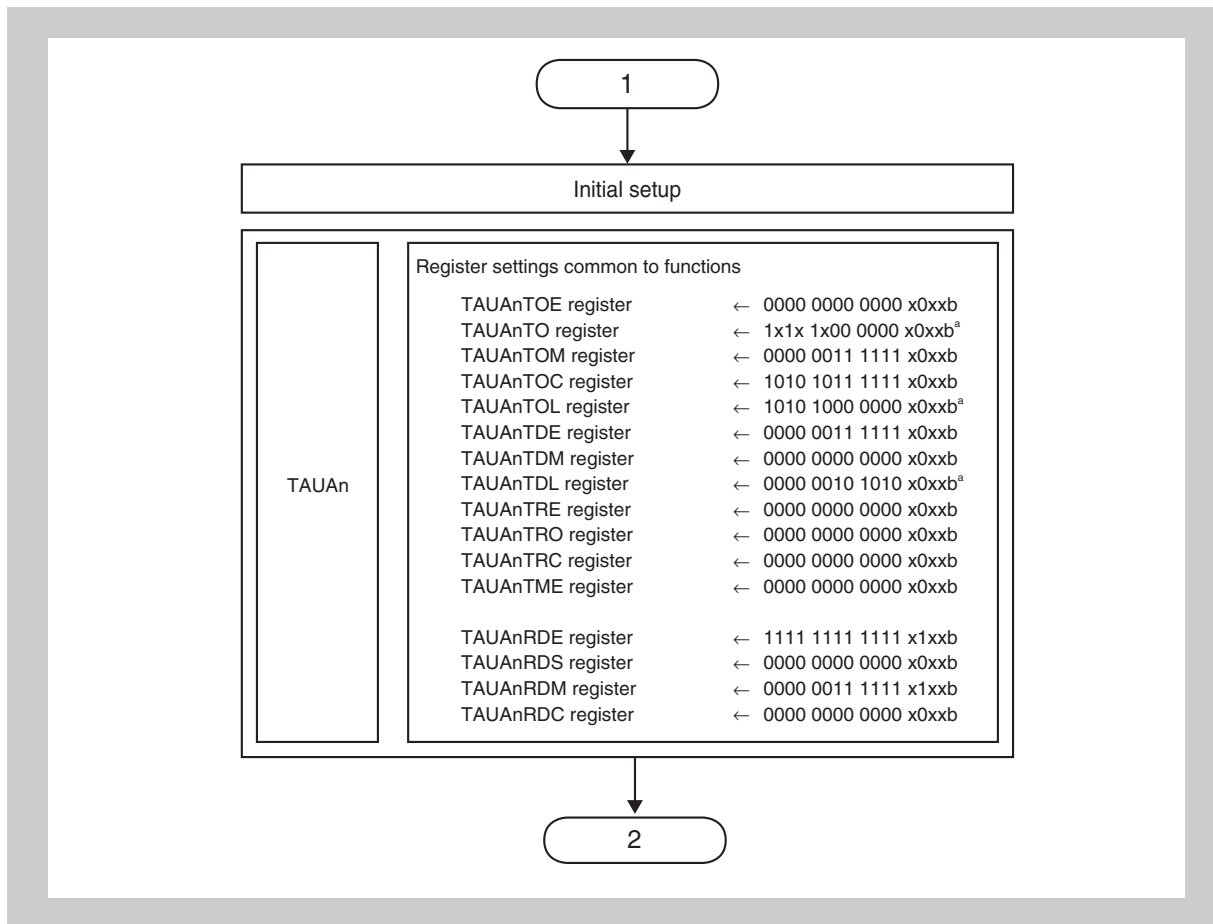 1
Initial setup
TAUAn
Register settings common to functions
TAUAnTOE register ← 0000 0000 0000 x0xxb
TAUAnTO register ← 1x1x 1x00 0000 x0xxbᵃ
TAUAnTOM register ← 0000 0011 1111 x0xxb
TAUAnTOC register ← 1010 1011 1111 x0xxb
TAUAnTOL register ← 1010 1000 0000 x0xxbᵃ
TAUAnTDE register ← 0000 0011 1111 x0xxb
TAUAnTDM register ← 0000 0000 0000 x0xxb
TAUAnTDL register ← 0000 0010 1010 x0xxbᵃ
TAUAnTRE register ← 0000 0000 0000 x0xxb
TAUAnTRO register ← 0000 0000 0000 x0xxb
TAUAnTRC register ← 0000 0000 0000 x0xxb
TAUAnTME register ← 0000 0000 0000 x0xxb
TAUAnRDE register ← 1111 1111 1111 x1xxb
TAUAnRDS register ← 0000 0000 0000 x0xxb
TAUAnRDM register ← 0000 0011 1111 x1xxb
TAUAnRDC register ← 0000 0000 0000 x0xxb
2